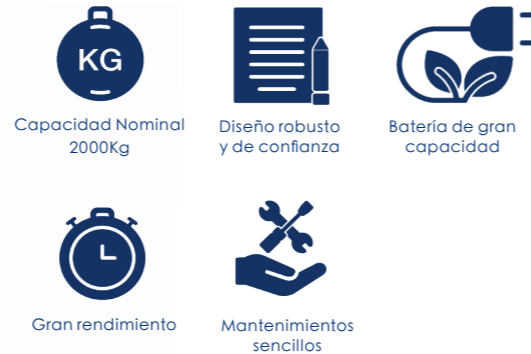 KG
Capacidad Nominal
2000Kg
Diseño robusto
y de confianza
Batería de gran
capacidad
Gran rendimiento
Mantenimientos
sencillos